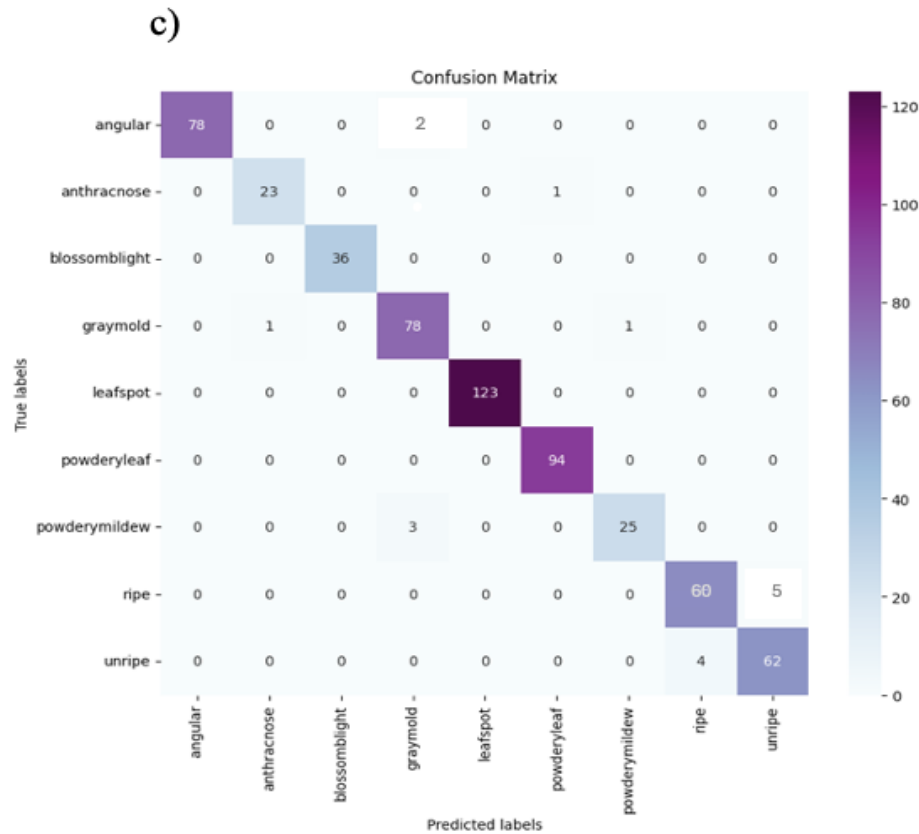 c)
Confusion Matrix
angular 78 0 0 2 0 0 0 0 0
anthracnose 0 23 0 0 0 1 0 0 0
blossomblight 0 0 36 0 0 0 0 0 0
graymold 0 1 0 78 0 0 1 0 0
leafspot 0 0 0 0 123 0 0 0 0
powderyleaf 0 0 0 0 0 94 0 0 0
powderymildew 0 0 0 3 0 0 25 0 0
ripe 0 0 0 0 0 0 0 60 5
unripe 0 0 0 0 0 0 0 4 62
angular anthracnose blossomblight graymold leafspot powderyleaf powderymildew ripe unripe
Predicted labels
True labels
120
100
80
60
40
20
0